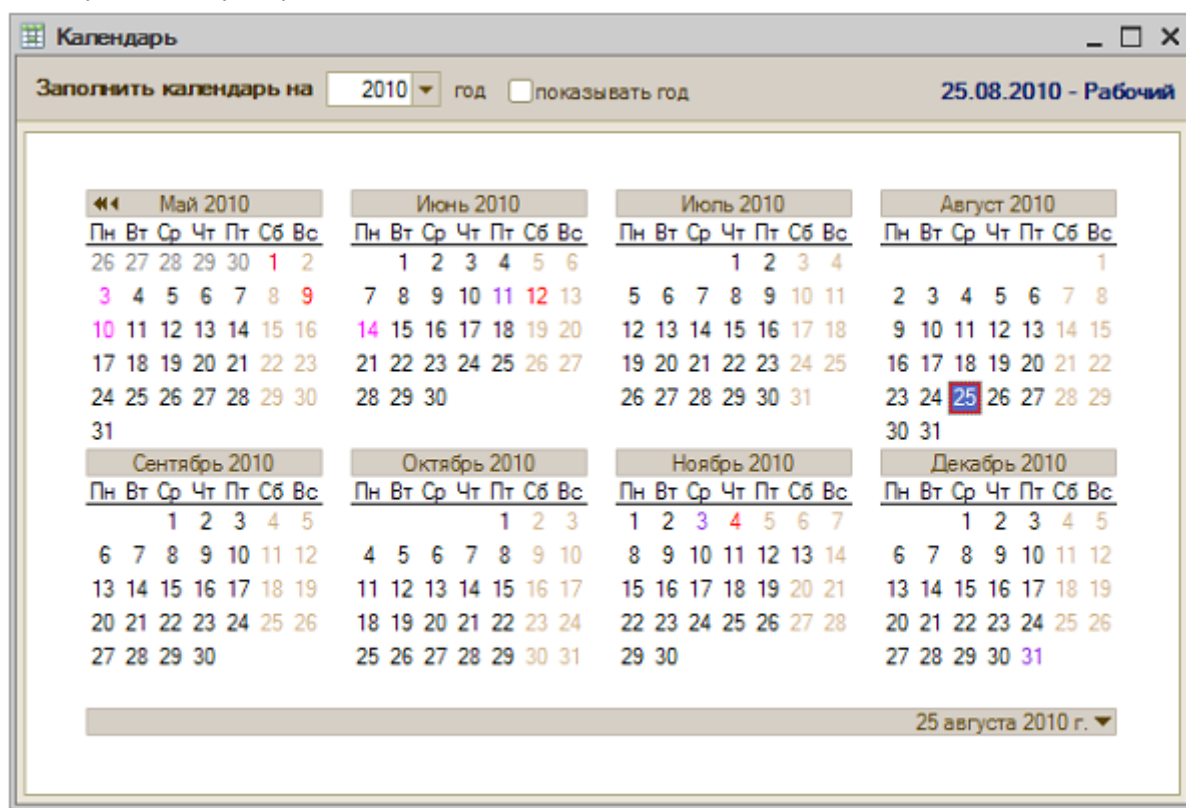 Календарь
Заполнить календарь на 2010 год показывать год 25.08.2010 - Рабочий
Май 2010 Июнь 2010 Июль 2010 Август 2010
Пн Вт Ср Чт Пт Сб Вс Пн Вт Ср Чт Пт Сб Вс Пн Вт Ср Чт Пт Сб Вс Пн Вт Ср Чт Пт Сб Вс
26 27 28 29 30 1 2 1 2 3 4 5 6 1 2 3 4 1
3 4 5 6 7 8 9 7 8 9 10 11 12 13 5 6 7 8 9 10 11 2 3 4 5 6 7 8
10 11 12 13 14 15 16 14 15 16 17 18 19 20 12 13 14 15 16 17 18 9 10 11 12 13 14 15
17 18 19 20 21 22 23 21 22 23 24 25 26 27 19 20 21 22 23 24 25 16 17 18 19 20 21 22
24 25 26 27 28 29 30 28 29 30 26 27 28 29 30 31 23 24 25 26 27 28 29
31 30 31
Сентябрь 2010 Октябрь 2010 Ноябрь 2010 Декабрь 2010
Пн Вт Ср Чт Пт Сб Вс Пн Вт Ср Чт Пт Сб Вс Пн Вт Ср Чт Пт Сб Вс Пн Вт Ср Чт Пт Сб Вс
1 2 3 4 5 1 2 3 1 2 3 4 5 6 7 1 2 3 4 5
6 7 8 9 10 11 12 4 5 6 7 8 9 10 8 9 10 11 12 13 14 6 7 8 9 10 11 12
13 14 15 16 17 18 19 11 12 13 14 15 16 17 15 16 17 18 19 20 21 13 14 15 16 17 18 19
20 21 22 23 24 25 26 18 19 20 21 22 23 24 22 23 24 25 26 27 28 20 21 22 23 24 25 26
27 28 29 30 25 26 27 28 29 30 31 29 30 27 28 29 30 31
25 августа 2010 г.